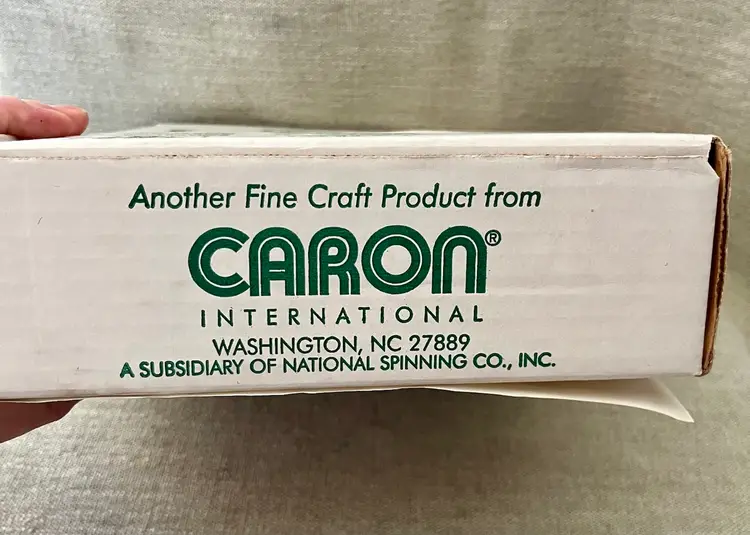 Another Fine Craft Product from
CARON®
INTERNATIONAL
WASHINGTON, NC 27889
A SUBSIDIARY OF NATIONAL SPINNING CO., INC.